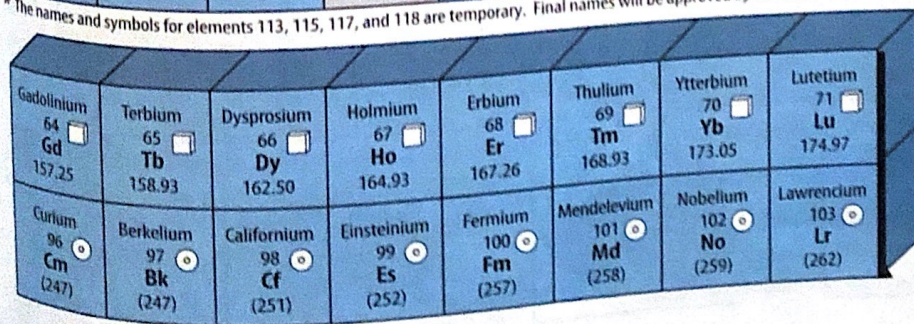 * The names and symbols for elements 113, 115, 117, and 118 are temporary. Final names will be
Gadolinium
64
Gd
157.25
Terbium
65
Tb
158.93
Dysprosium
66
Dy
162.50
Holmium
67
Ho
164.93
Erbium
68
Er
167.26
Thulium
69
Tm
168.93
Ytterbium
70
Yb
173.05
Lutetium
71
Lu
174.97
Curium
96
Cm
(247)
Berkelium
97
Bk
(247)
Californium
98
Cf
(251)
Einsteinium
99
Es
(252)
Fermium
100
Fm
(257)
Mendelevium
101
Md
(258)
Nobelium
102
No
(259)
Lawrencium
103
Lr
(262)